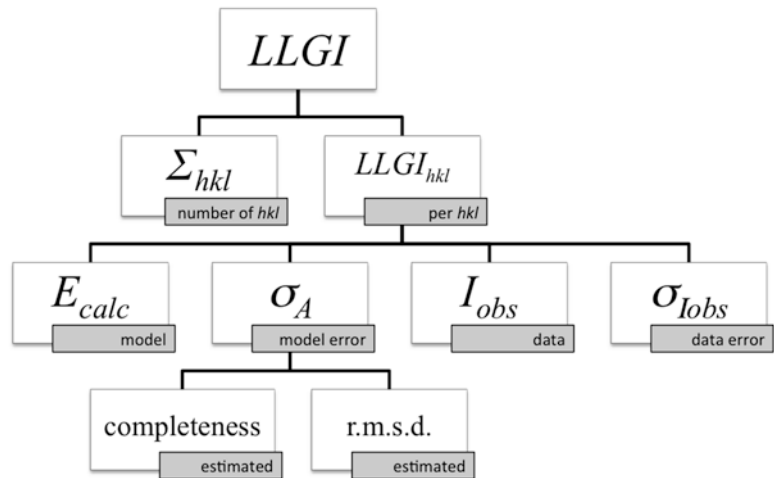 LLGI
Σhkl
number of hkl
LLGIhkl
per hkl
Ecalc
model
σA
model error
Iobs
data
σIobs
data error
completeness
estimated
r.m.s.d.
estimated